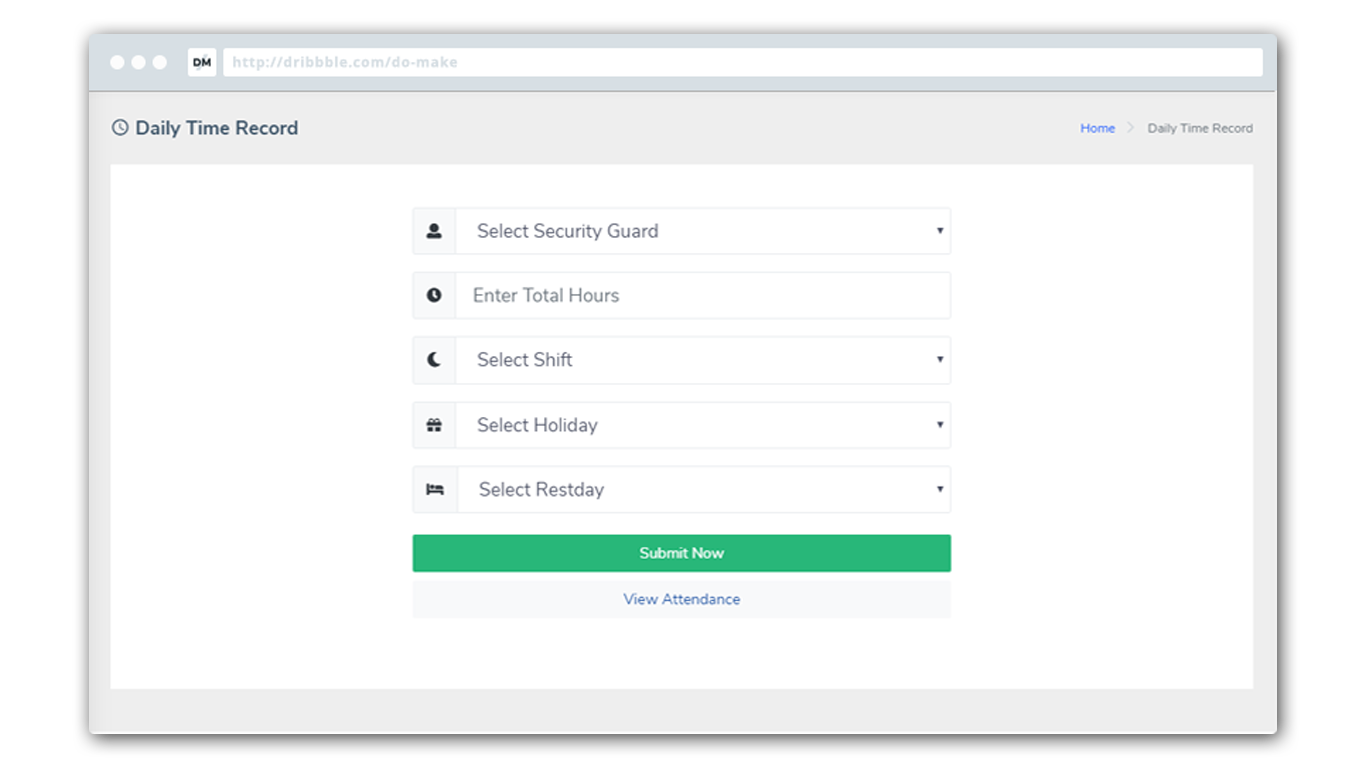 DM http://dribbble.com/do-make
Daily Time Record
Home Daily Time Record
Select Security Guard
Enter Total Hours
Select Shift
Select Holiday
Select Restday
Submit Now
View Attendance